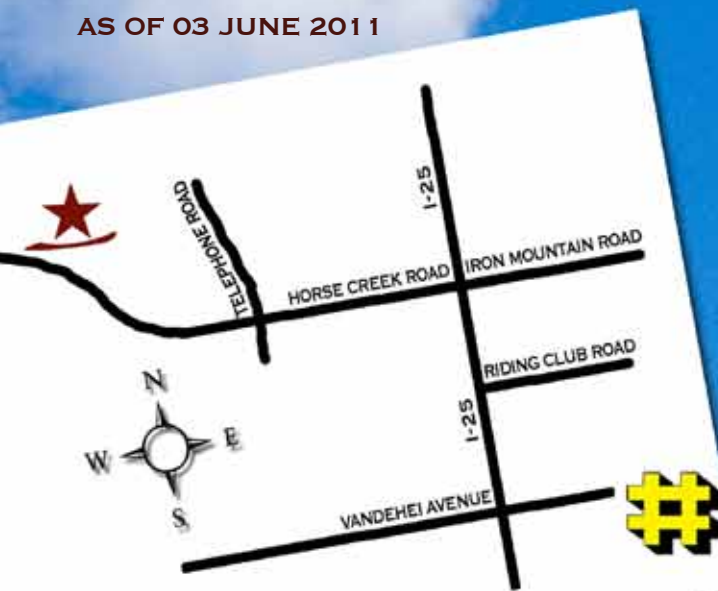 AS OF 03 JUNE 2011
I-25
TELEPHONE ROAD
HORSE CREEK ROAD
IRON MOUNTAIN ROAD
RIDING CLUB ROAD
I-25
N
W
E
S
VANDEHEI AVENUE
#